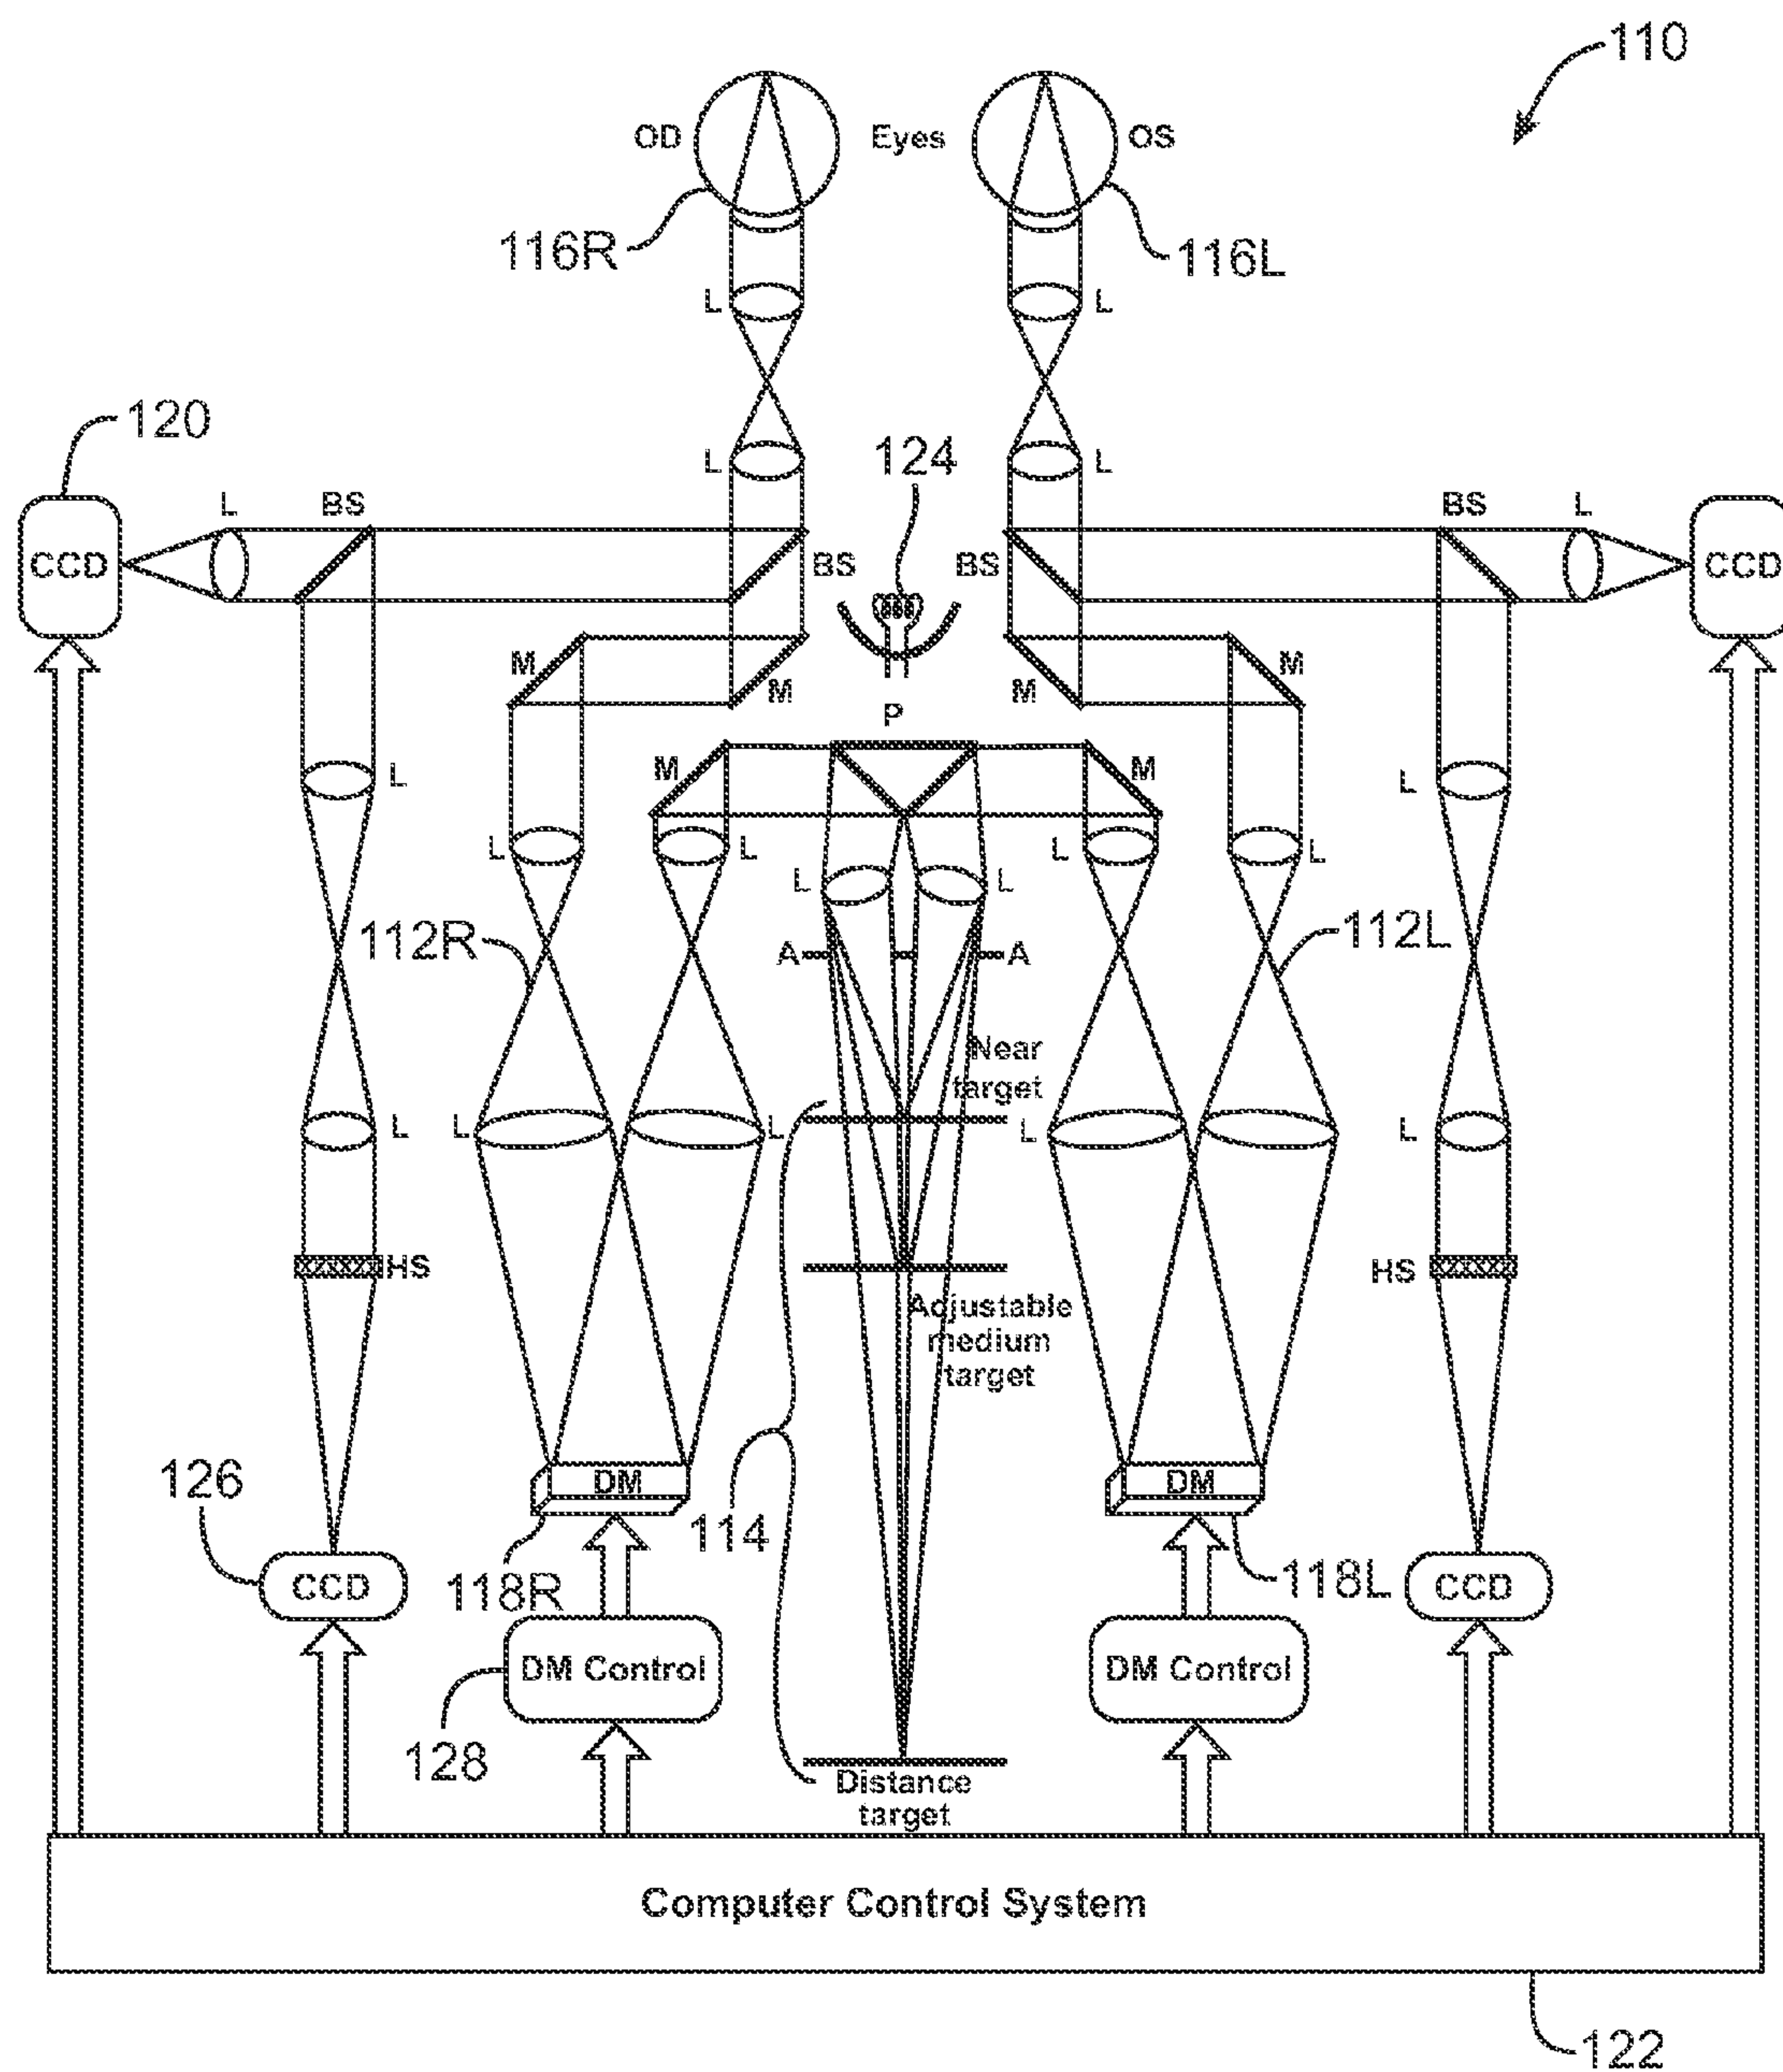 110
OD
Eyes
OS
116R
116L
L
L
120
L
124
L
L
BS
BS
L
CCD
BS
BS
CCD
M
M
M
M
P
M
M
L
L
L
L
L
L
L
L
112R
112L
A
A
Near
target
L
L
L
L
L
HS
HS
Adjustable
medium
target
126
DM
DM
114
118R
118L
CCD
CCD
DM Control
DM Control
128
Distance
target
Computer Control System
122